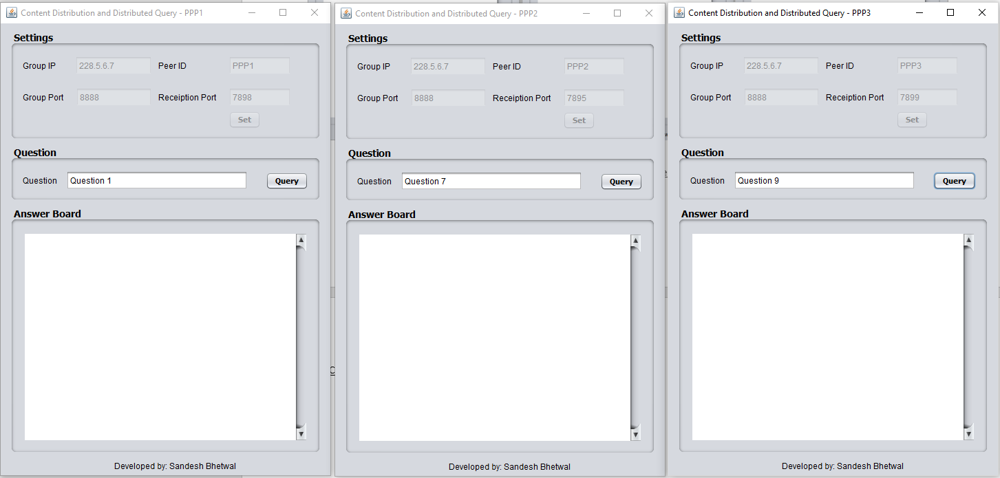 Content Distribution and Distributed Query - PPP1
Settings
Group IP 228.5.6.7 Peer ID PPP1
Group Port 8888 Receiption Port 7898
Set
Question
Question Question 1 Query
Answer Board
Developed by: Sandesh Bhetwal
Content Distribution and Distributed Query - PPP2
Settings
Group IP 228.5.6.7 Peer ID PPP2
Group Port 8888 Receiption Port 7895
Set
Question
Question Question 7 Query
Answer Board
Developed by: Sandesh Bhetwal
Content Distribution and Distributed Query - PPP3
Settings
Group IP 228.5.6.7 Peer ID PPP3
Group Port 8888 Receiption Port 7899
Set
Question
Question Question 9 Query
Answer Board
Developed by: Sandesh Bhetwal